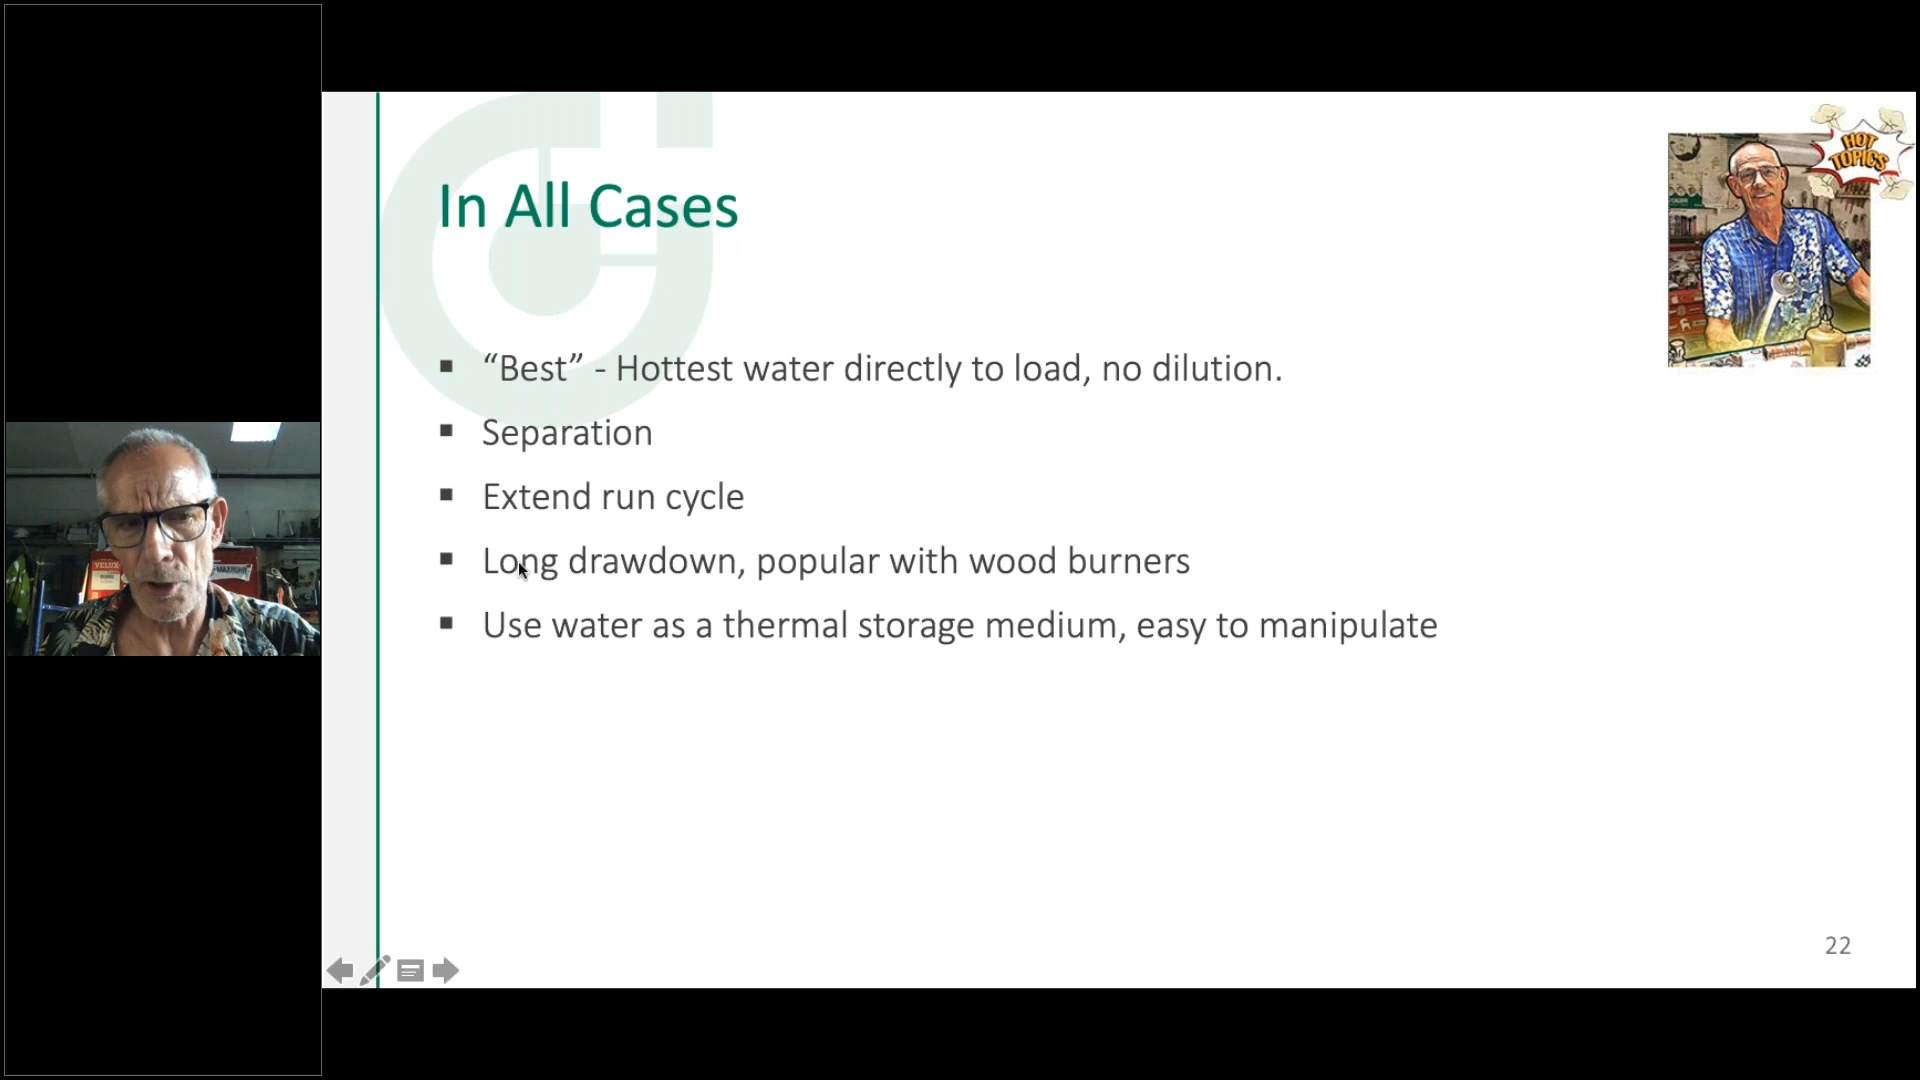 In All Cases
HOT
TOPICS
“Best” - Hottest water directly to load, no dilution.
Separation
Extend run cycle
Long drawdown, popular with wood burners
Use water as a thermal storage medium, easy to manipulate
VELUX
22